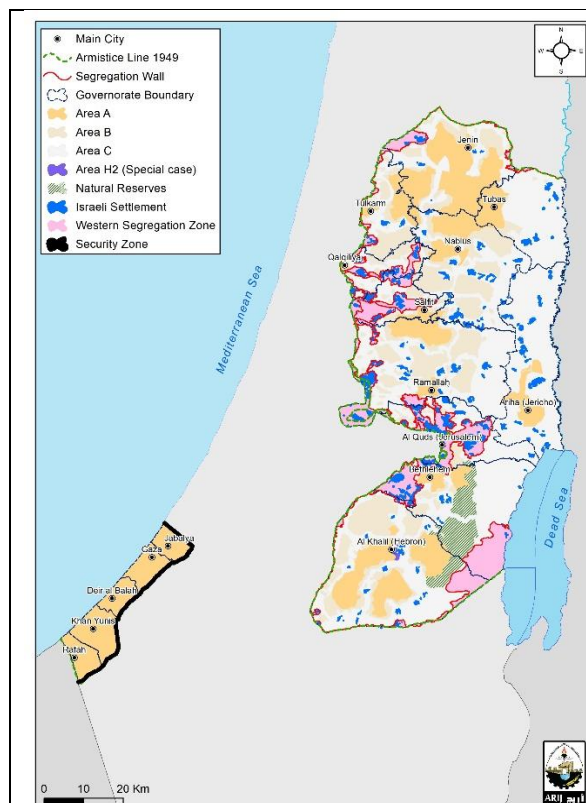 Main City
Armistice Line 1949
Segregation Wall
Governorate Boundary
Area A
Area B
Area C
Area H2 (Special case)
Natural Reserves
Israeli Settlement
Western Segregation Zone
Security Zone
N
W E
S
Mediterranean Sea
Jenin
Tulkarm
Tubas
Nablus
Qalqiliya
Salfit
Ramallah
Ariha (Jericho)
Al Quds (Jerusalem)
Bethlehem
Dead Sea
Al Khalil (Hebron)
Jabulya
Gaza
Deir al Balah
Khan Yunis
Rafah
0 10 20 Km
ARIJ